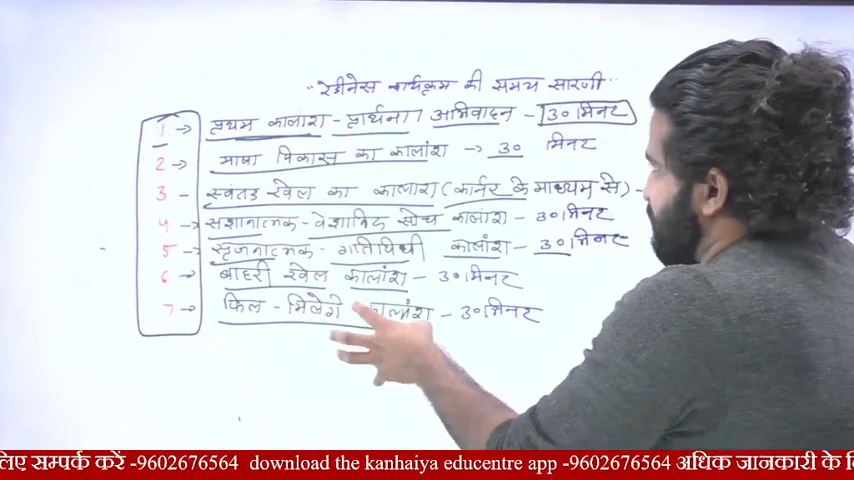 "रेडीनेस कार्यक्रम की समय सारणी"
1 → प्रथम कालांश - प्रार्थना / अभिवादन - 30 मिनट
2 → भाषा विकास का कालांश → 30 मिनट
3 - स्वंतत्र खेल का कालांश (कार्नर के माध्यम से) -
4 → संज्ञानात्मक - वैज्ञानिक सोच कालांश - 30 मिनट
5 → सृजनात्मक - गतिविधी कालांश - 30 मिनट
6 → बाहरी खेल कालांश - 30 मिनट
7 → फिल - मिलेगे कालांश - 30 मिनट
लिए सम्पर्क करें -9602676564 download the kanhaiya educentre app -9602676564 अधिक जानकारी के